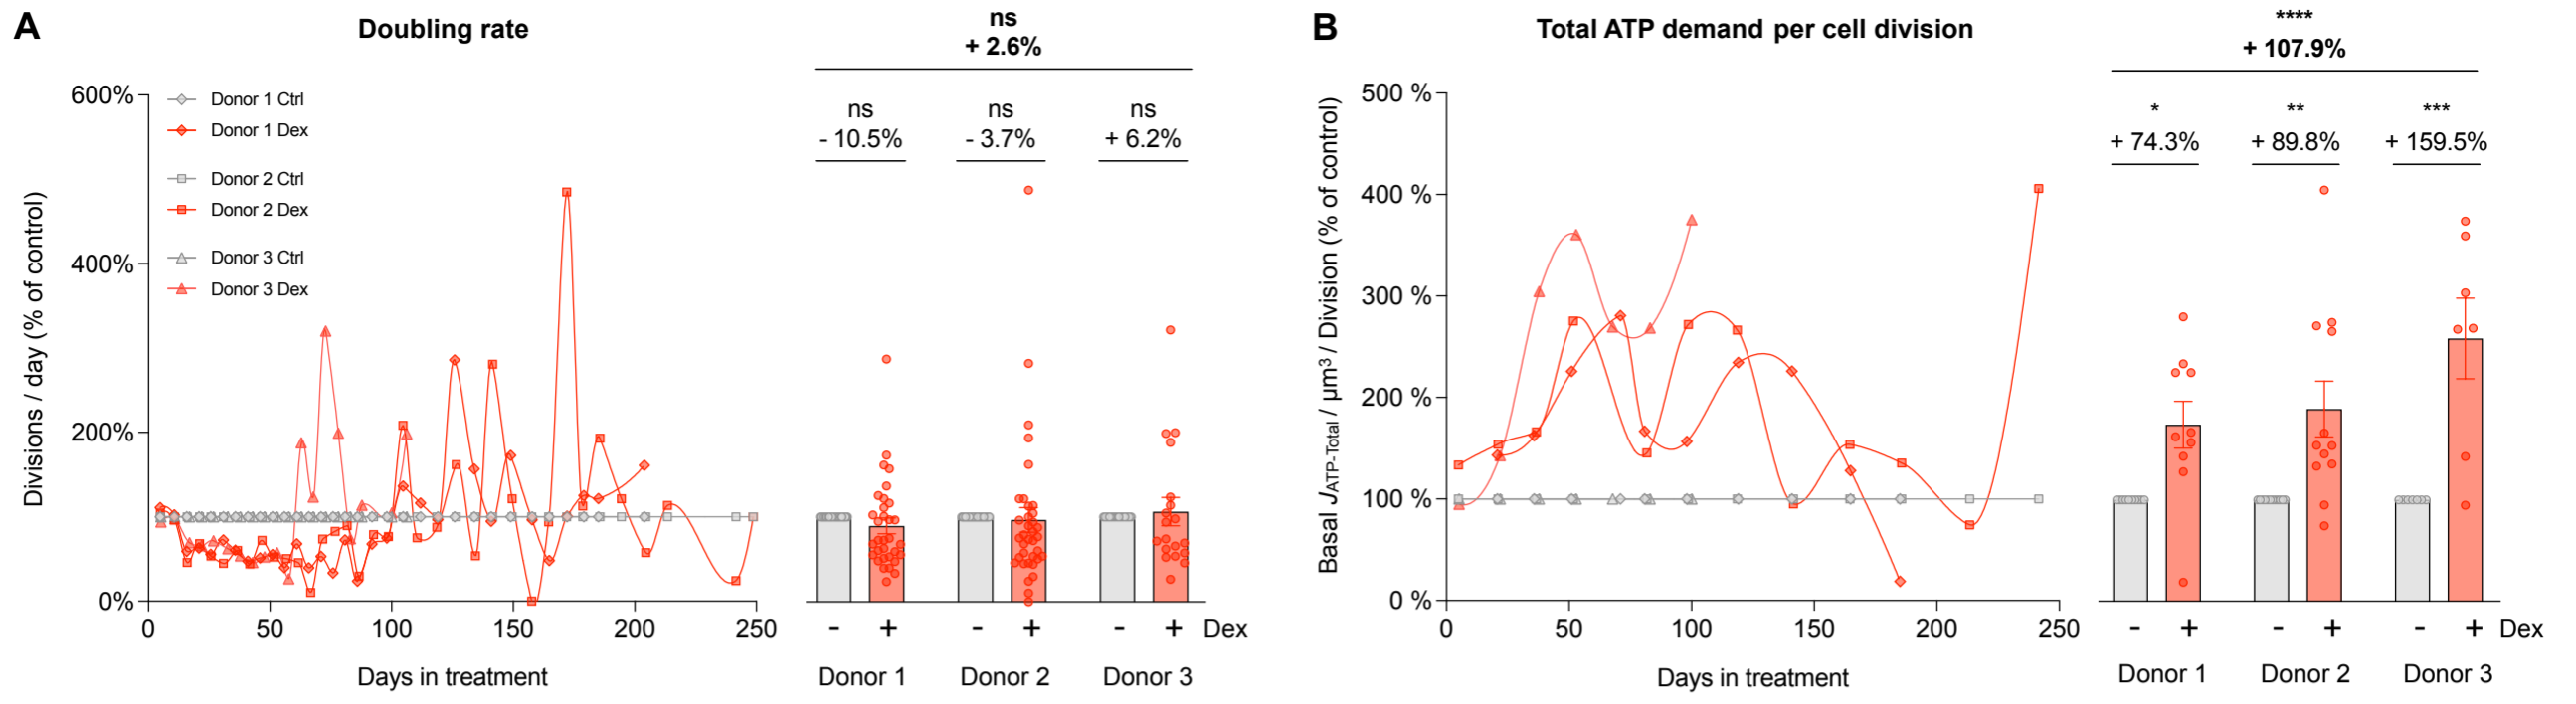 A
Doubling rate
ns
+ 2.6%
ns
- 10.5%
ns
- 3.7%
ns
+ 6.2%
Divisions / day (% of control)
600%
400%
200%
0%
Donor 1 Ctrl
Donor 1 Dex
Donor 2 Ctrl
Donor 2 Dex
Donor 3 Ctrl
Donor 3 Dex
0
50
100
150
200
250
Days in treatment
- + - + - + Dex
Donor 1
Donor 2
Donor 3
B
Total ATP demand per cell division
****
+ 107.9%
*
+ 74.3%
**
+ 89.8%
***
+ 159.5%
Basal JATP-Total / µm³ / Division (% of control)
500 %
400 %
300 %
200 %
100 %
0 %
0
50
100
150
200
250
Days in treatment
- + - + - + Dex
Donor 1
Donor 2
Donor 3